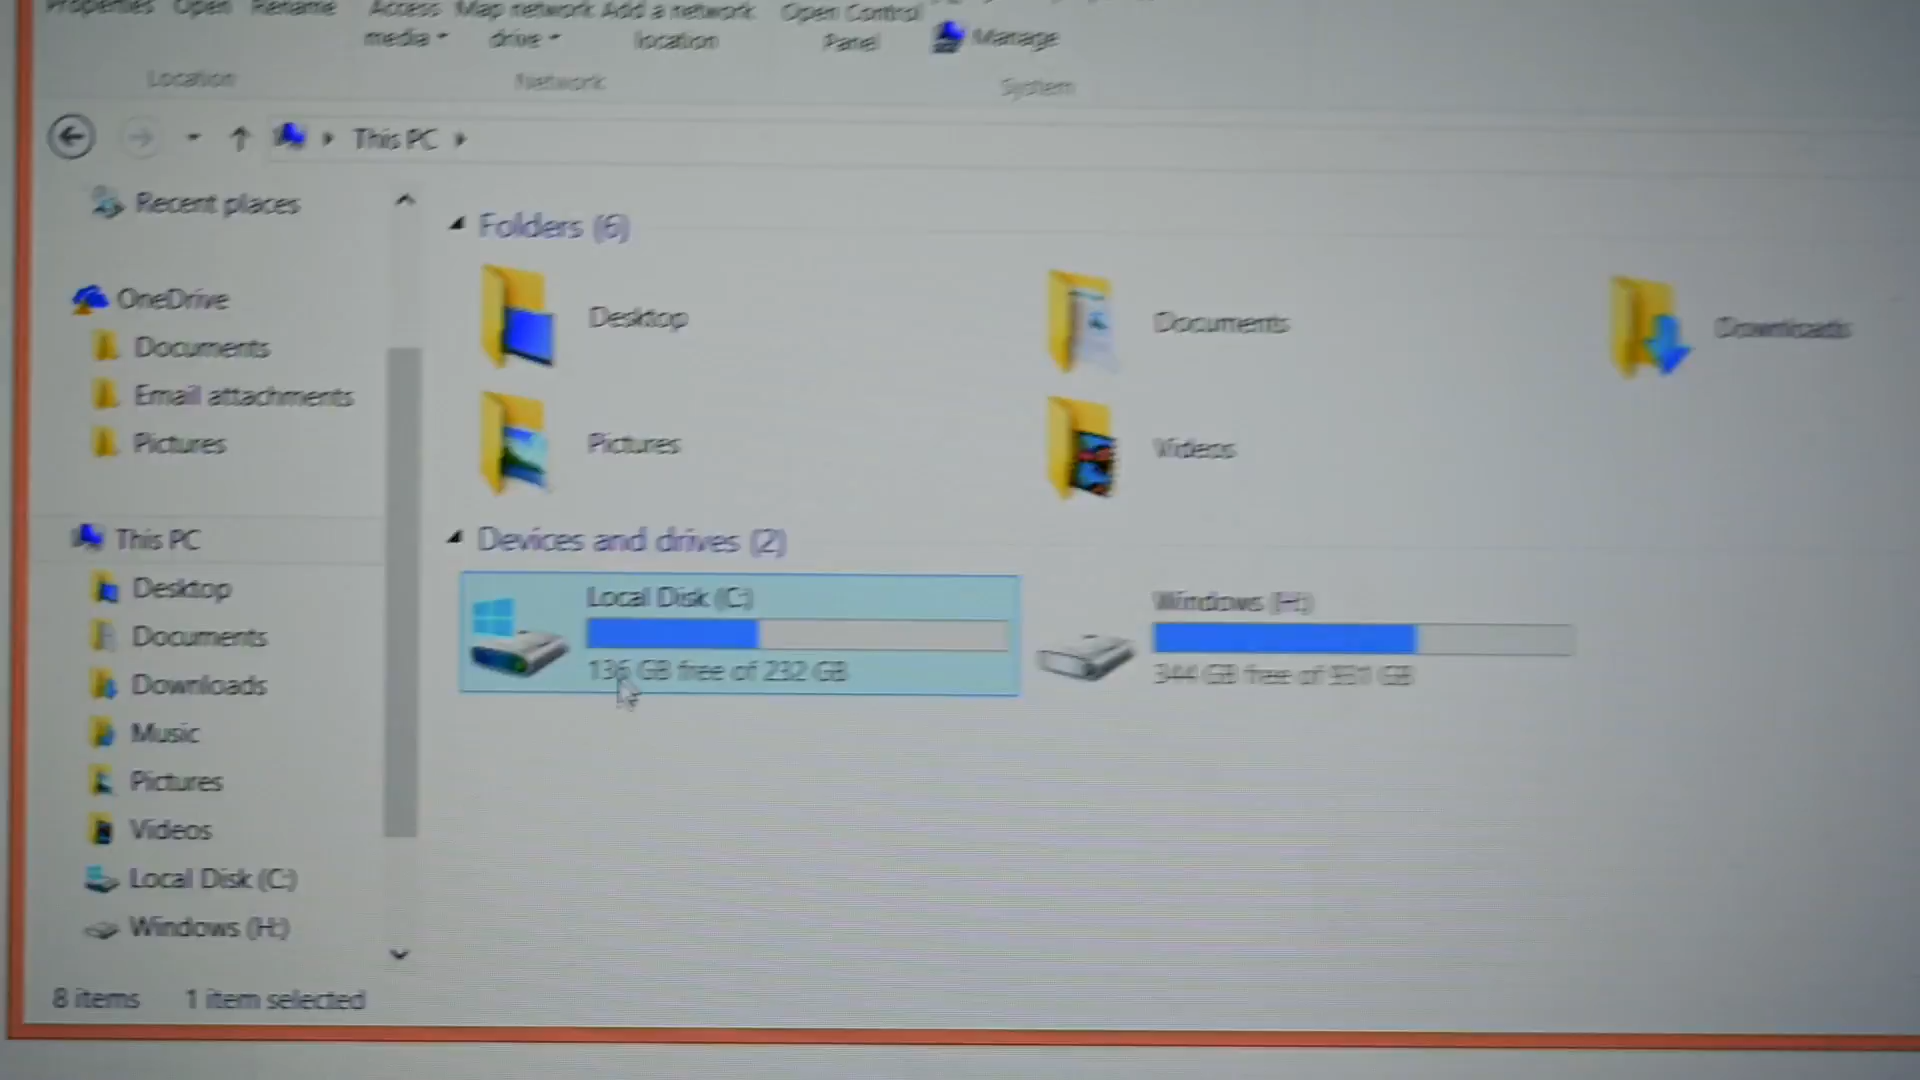 Properties Open Rename Access media Map network drive Add a network location Open Control Panel Manage
Location Network System
This PC
Recent places
OneDrive
Documents
Email attachments
Pictures
This PC
Desktop
Documents
Downloads
Music
Pictures
Videos
Local Disk (C:)
Windows (H:)
Folders (6)
Desktop
Documents
Downloads
Pictures
Videos
Devices and drives (2)
Local Disk (C:)
136 GB free of 232 GB
Windows (H:)
344 GB free of 931 GB
8 items 1 item selected